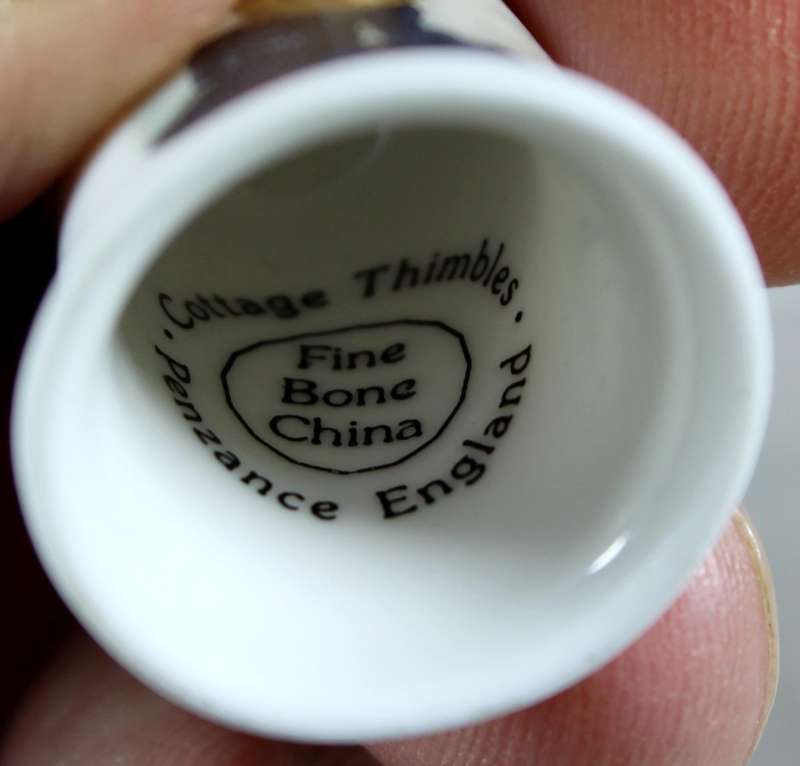 Cottage Thimbles
Fine
Bone
China
Penzance England